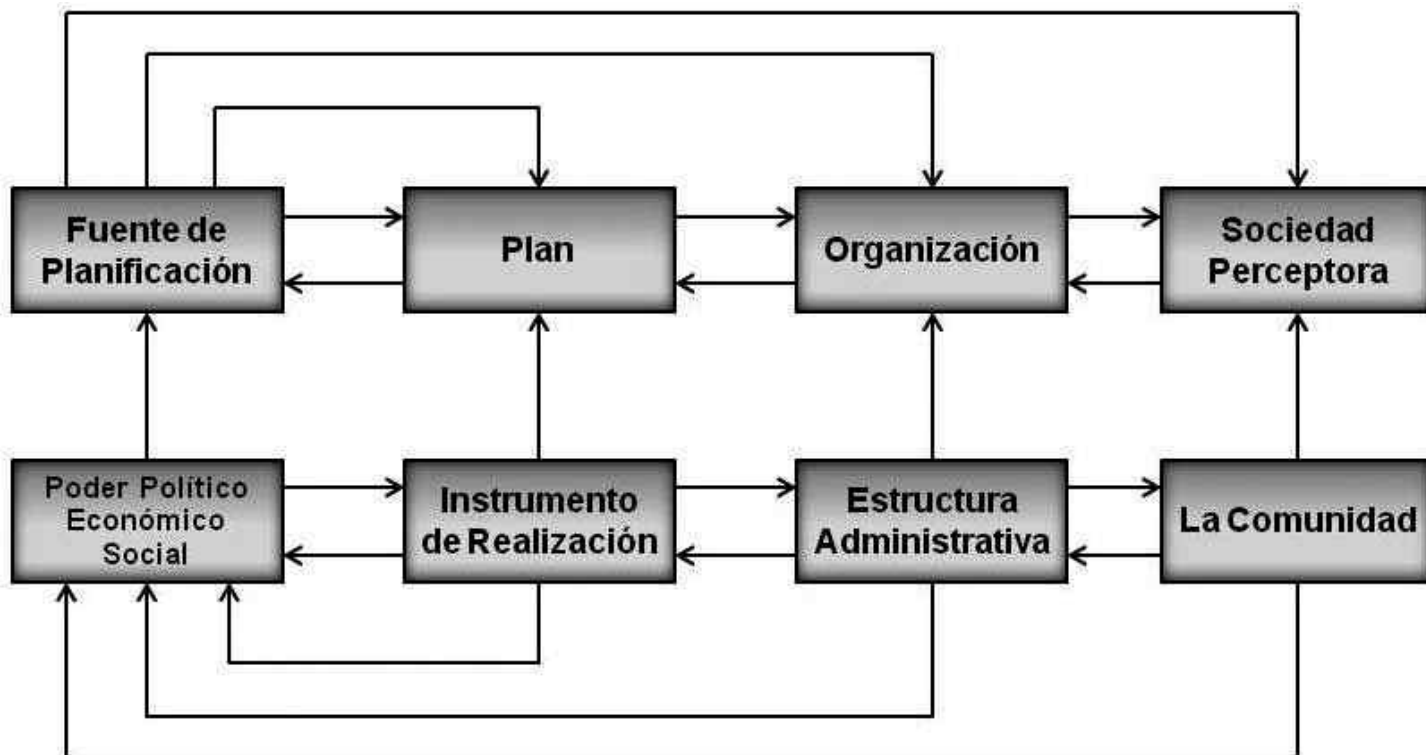 Fuente de
Planificación
Plan
Organización
Sociedad
Perceptora
Poder Político
Económico
Social
Instrumento
de Realización
Estructura
Administrativa
La Comunidad